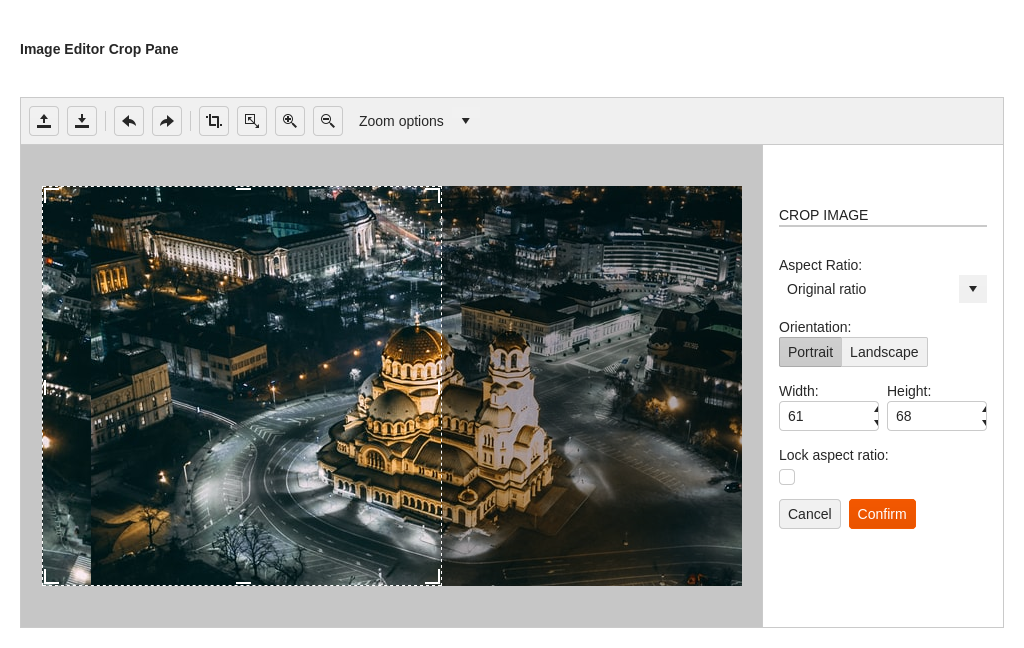 Image Editor Crop Pane
Zoom options
CROP IMAGE
Aspect Ratio:
Original ratio
Orientation:
Portrait Landscape
Width: Height:
61 68
Lock aspect ratio:
Cancel Confirm